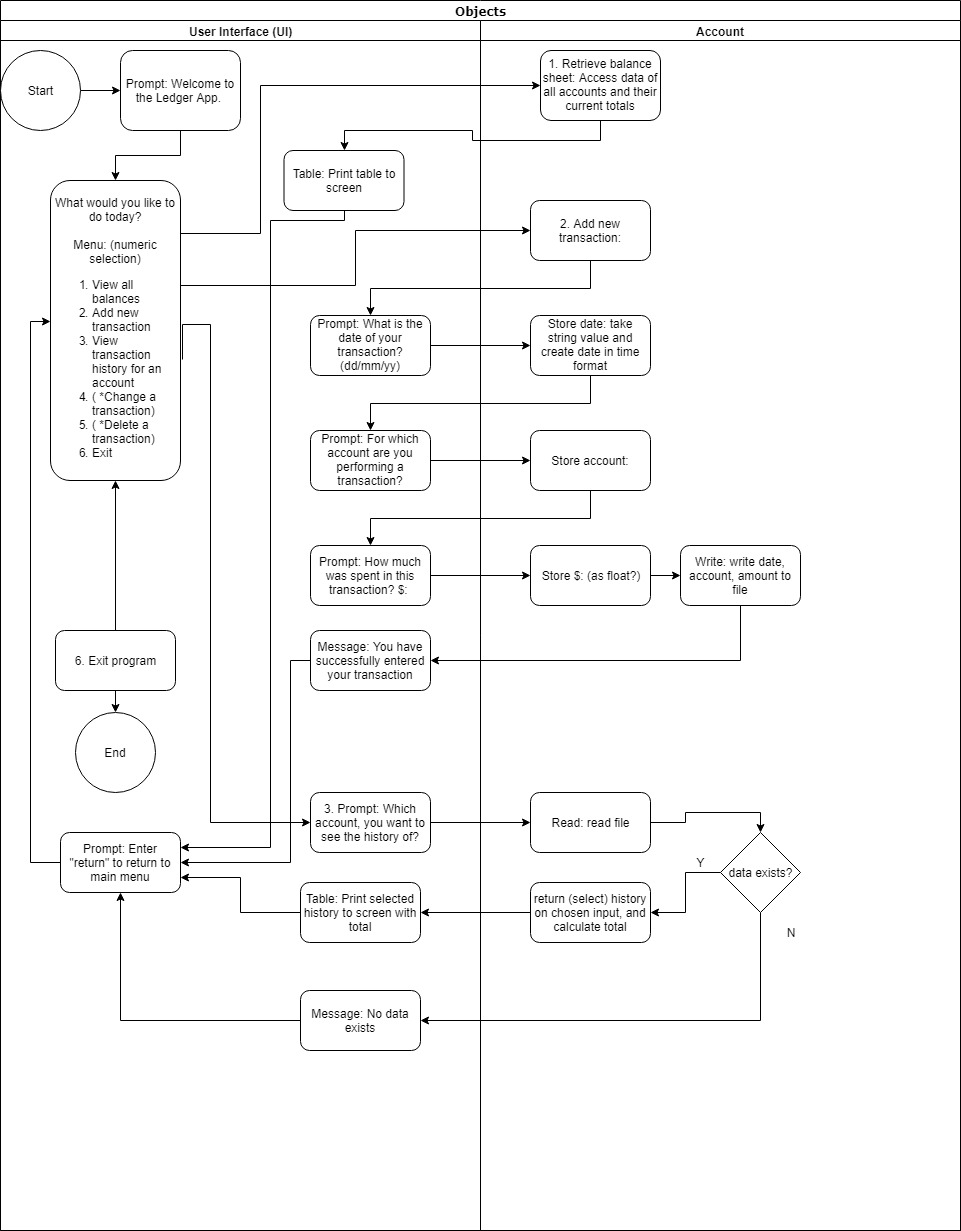 Objects
User Interface (UI)
Account
Start
Prompt: Welcome to
the Ledger App.
1. Retrieve balance
sheet: Access data of
all accounts and their
current totals
Table: Print table to
screen
What would you like to
do today?
Menu: (numeric
selection)
1. View all
balances
2. Add new
transaction
3. View
transaction
history for an
account
4. ( *Change a
transaction)
5. ( *Delete a
transaction)
6. Exit
2. Add new
transaction:
Prompt: What is the
date of your
transaction?
(dd/mm/yy)
Store date: take
string value and
create date in time
format
Prompt: For which
account are you
performing a
transaction?
Store account:
Prompt: How much
was spent in this
transaction? $:
Store $: (as float?)
Write: write date,
account, amount to
file
Message: You have
successfully entered
your transaction
6. Exit program
End
3. Prompt: Which
account, you want to
see the history of?
Read: read file
data exists?
Y
N
Prompt: Enter
"return" to return to
main menu
Table: Print selected
history to screen with
total
return (select) history
on chosen input, and
calculate total
Message: No data
exists